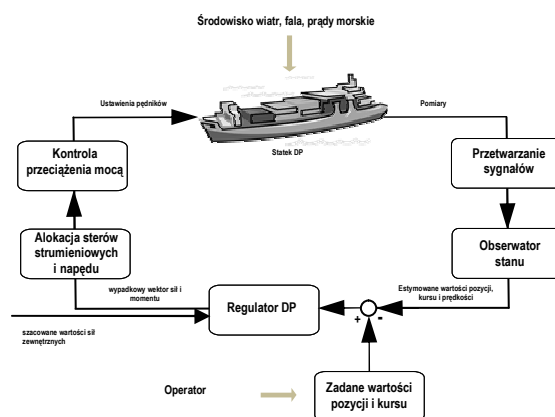 Środowisko wiatr, fala, prądy morskie
Ustawienia pędników
Pomiary
Statek DP
Kontrola
przeciążenia mocą
Przetwarzanie
sygnałów
Alokacja sterów
strumieniowych
i napędu
Obserwator
stanu
wypadkowy wektor sił i
momentu
Estymowane wartości pozycji,
kursu i prędkości
Regulator DP
+
-
szacowane wartości sił
zewnętrznych
Operator
Zadane wartości
pozycji i kursu